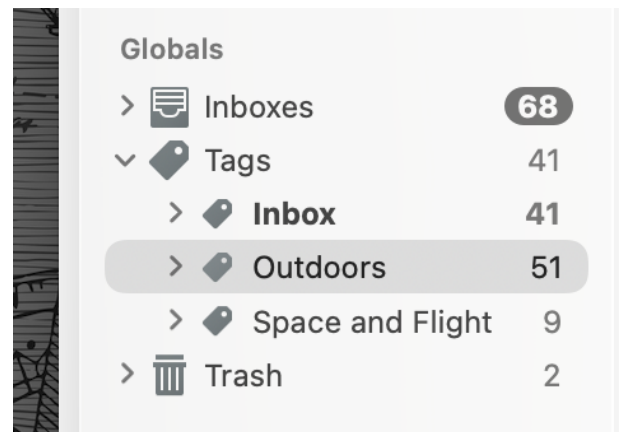 Globals
Inboxes 68
Tags 41
Inbox 41
Outdoors 51
Space and Flight 9
Trash 2